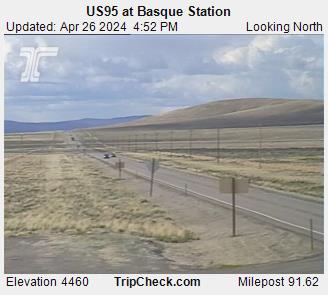 US95 at Basque Station
Updated: Apr 26 2024 4:52 PM Looking North
Elevation 4460 TripCheck.com Milepost 91.62